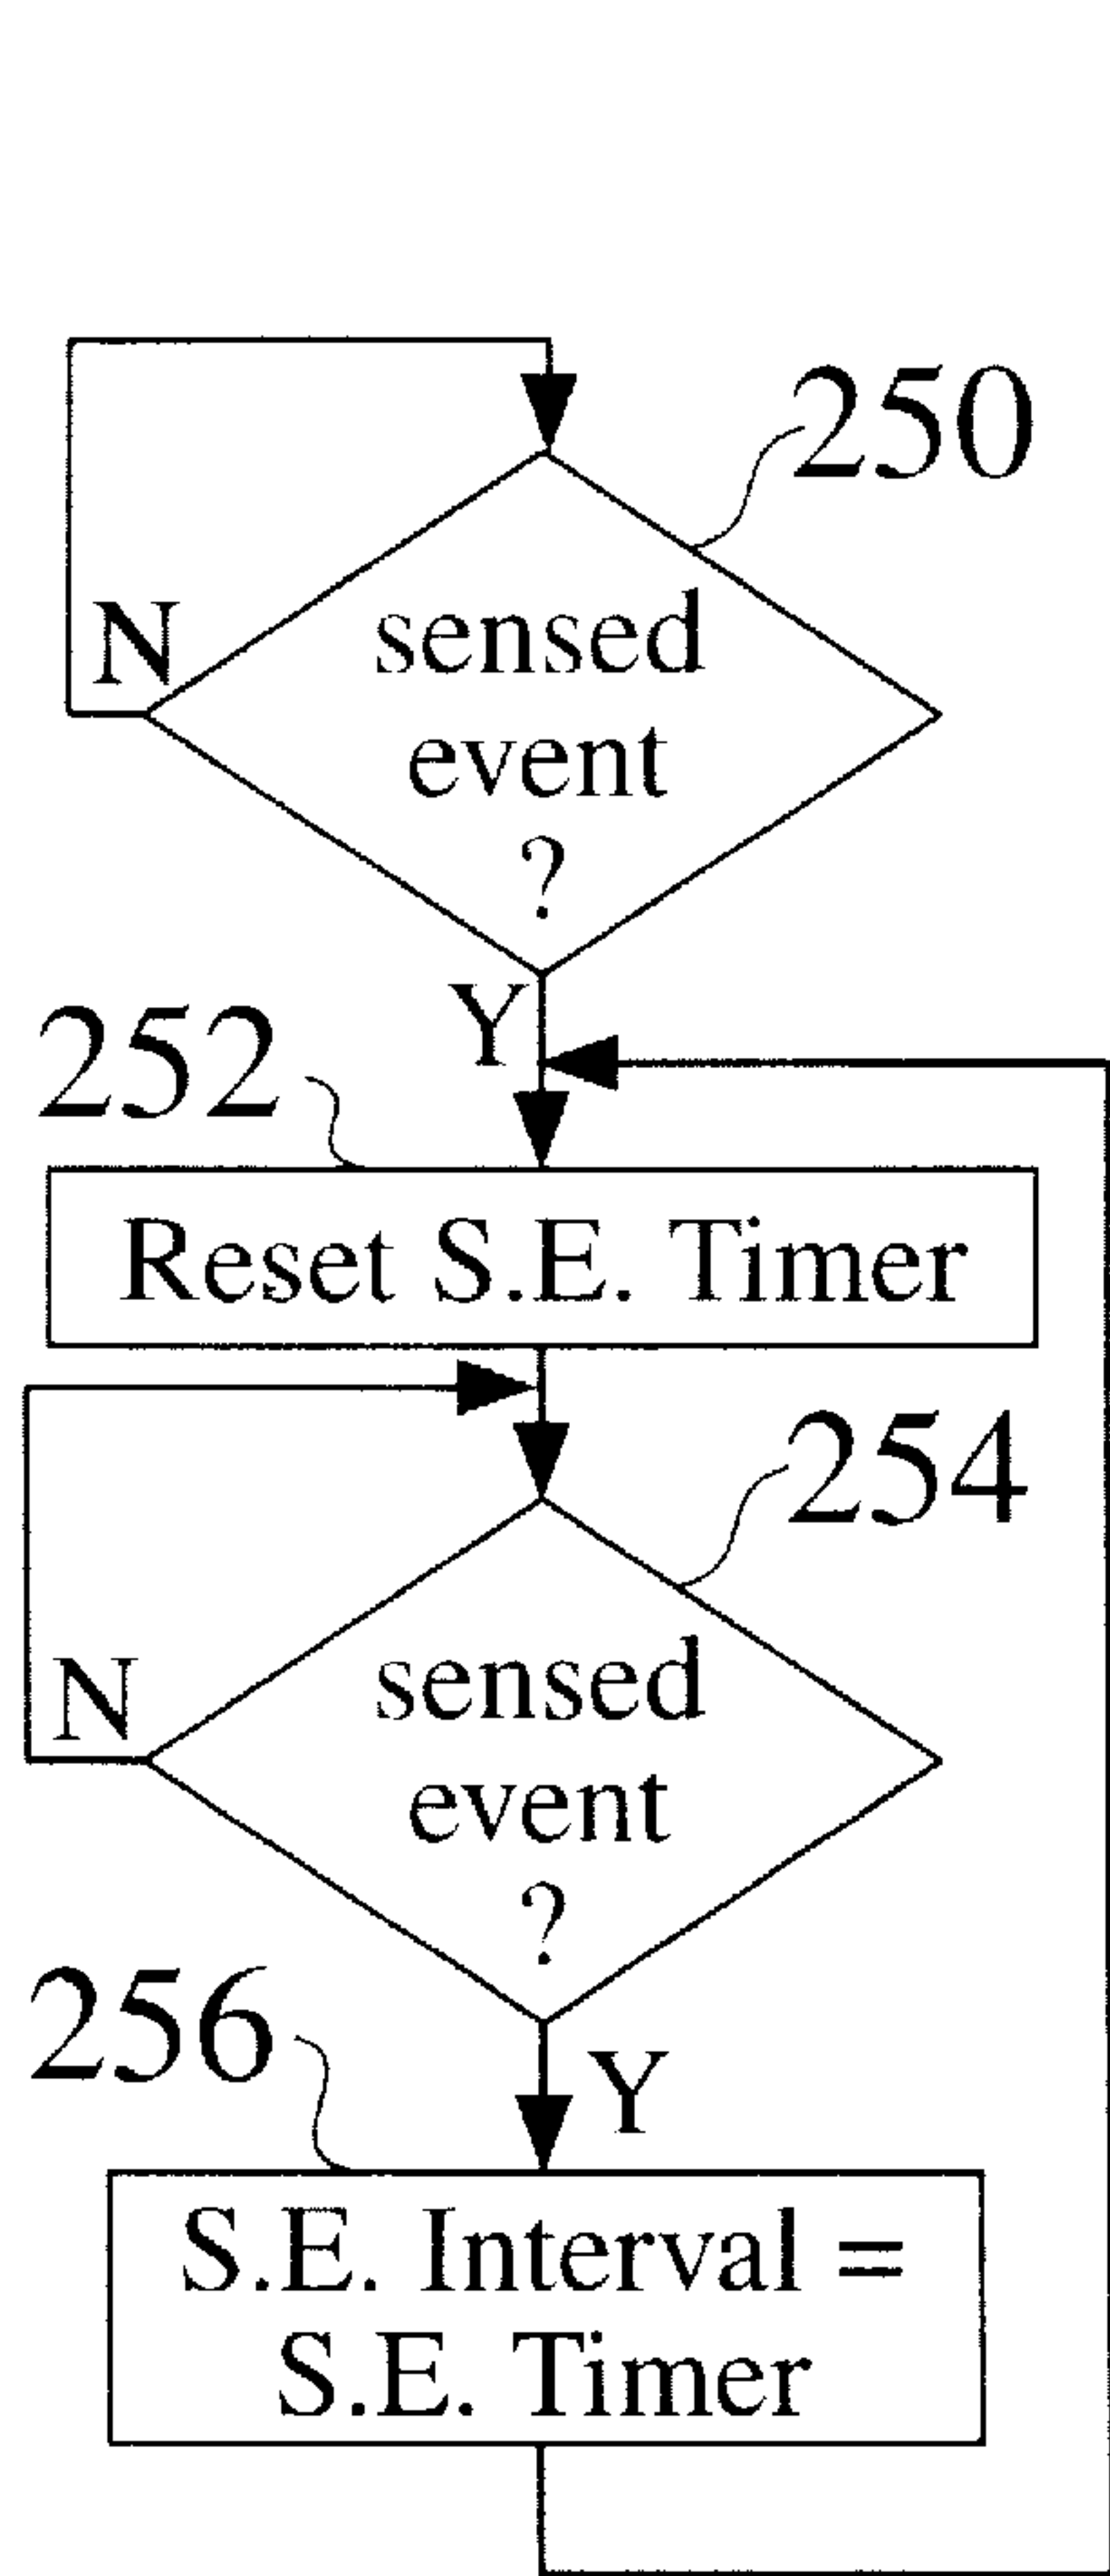 250
N
sensed
event
?
Y
252
Reset S.E. Timer
254
N
sensed
event
?
256
Y
S.E. Interval =
S.E. Timer